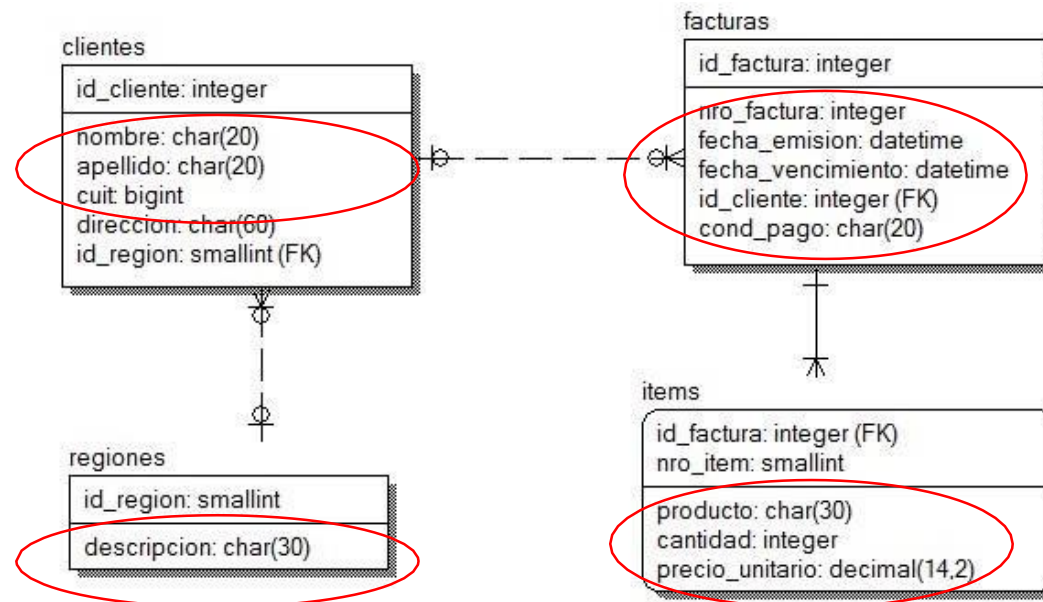 clientes
id_cliente: integer
nombre: char(20)
apellido: char(20)
cuit: bigint
direccion: char(60)
id_region: smallint (FK)
facturas
id_factura: integer
nro_factura: integer
fecha_emision: datetime
fecha_vencimiento: datetime
id_cliente: integer (FK)
cond_pago: char(20)
regiones
id_region: smallint
descripcion: char(30)
items
id_factura: integer (FK)
nro_item: smallint
producto: char(30)
cantidad: integer
precio_unitario: decimal(14,2)